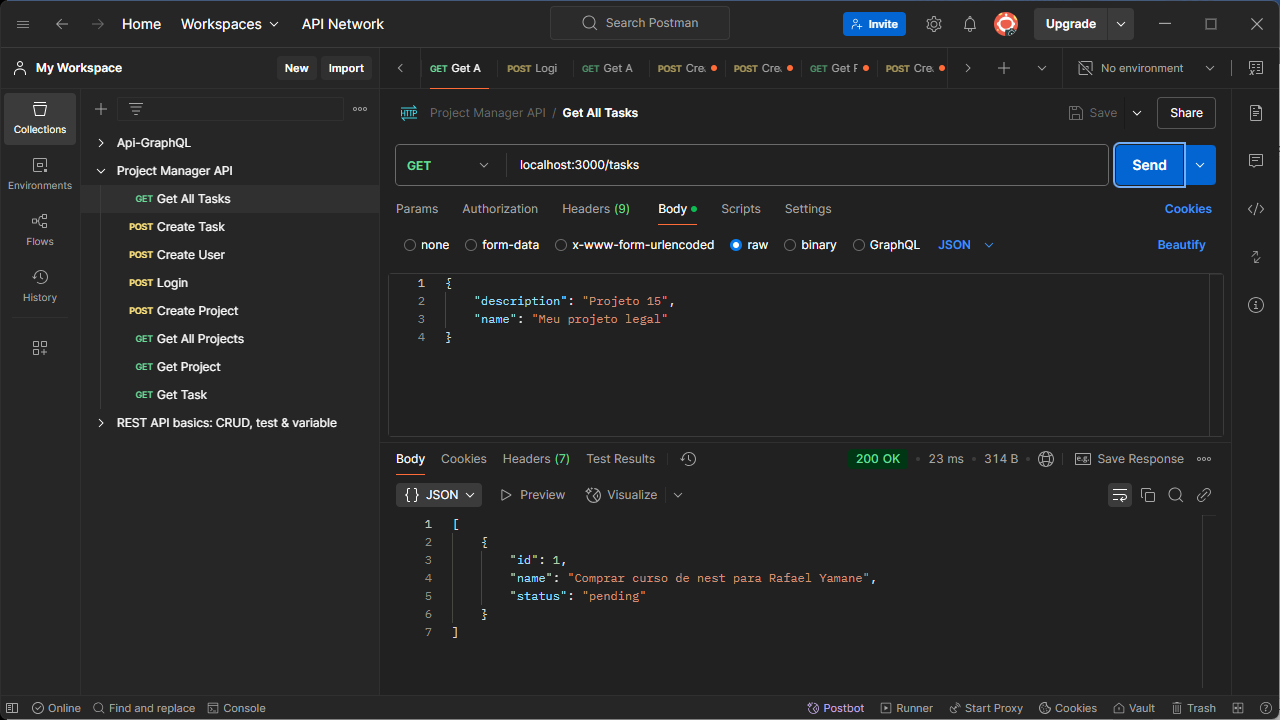 Home Workspaces API Network Search Postman Invite Upgrade
My Workspace New Import GET Get A POST Logi GET Get A POST Cre POST Cre GET Get F POST Cre No environment
Project Manager API / Get All Tasks Save Share
Collections
Environments
Flows
History
Api-GraphQL
Project Manager API
GET Get All Tasks
POST Create Task
POST Create User
POST Login
POST Create Project
GET Get All Projects
GET Get Project
GET Get Task
REST API basics: CRUD, test & variable
GET localhost:3000/tasks Send
Params Authorization Headers (9) Body Scripts Settings Cookies
none form-data x-www-form-urlencoded raw binary GraphQL JSON Beautify
1 {
2 "description": "Projeto 15",
3 "name": "Meu projeto legal"
4 }
Body Cookies Headers (7) Test Results 200 OK 23 ms 314 B e.g. Save Response
{} JSON Preview Visualize
1 [
2 {
3 "id": 1,
4 "name": "Comprar curso de nest para Rafael Yamane",
5 "status": "pending"
6 }
7 ]
Online Find and replace Console Postbot Runner Start Proxy Cookies Vault Trash